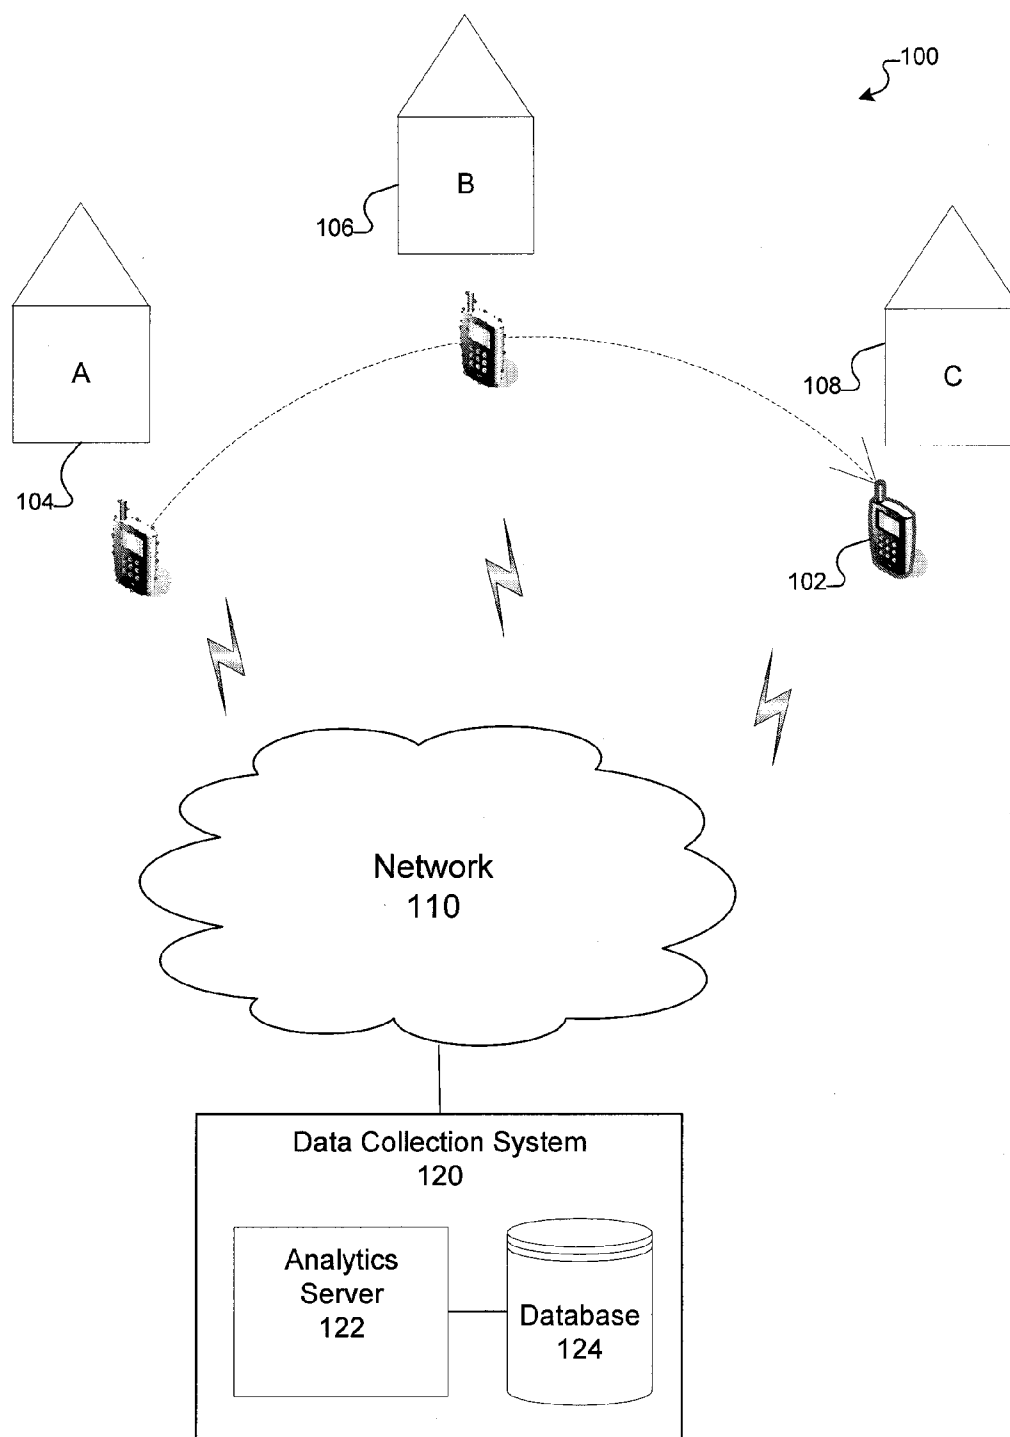 100
B
106
A
108
C
104
102
Network
110
Data Collection System
120
Analytics
Server
122
Database
124